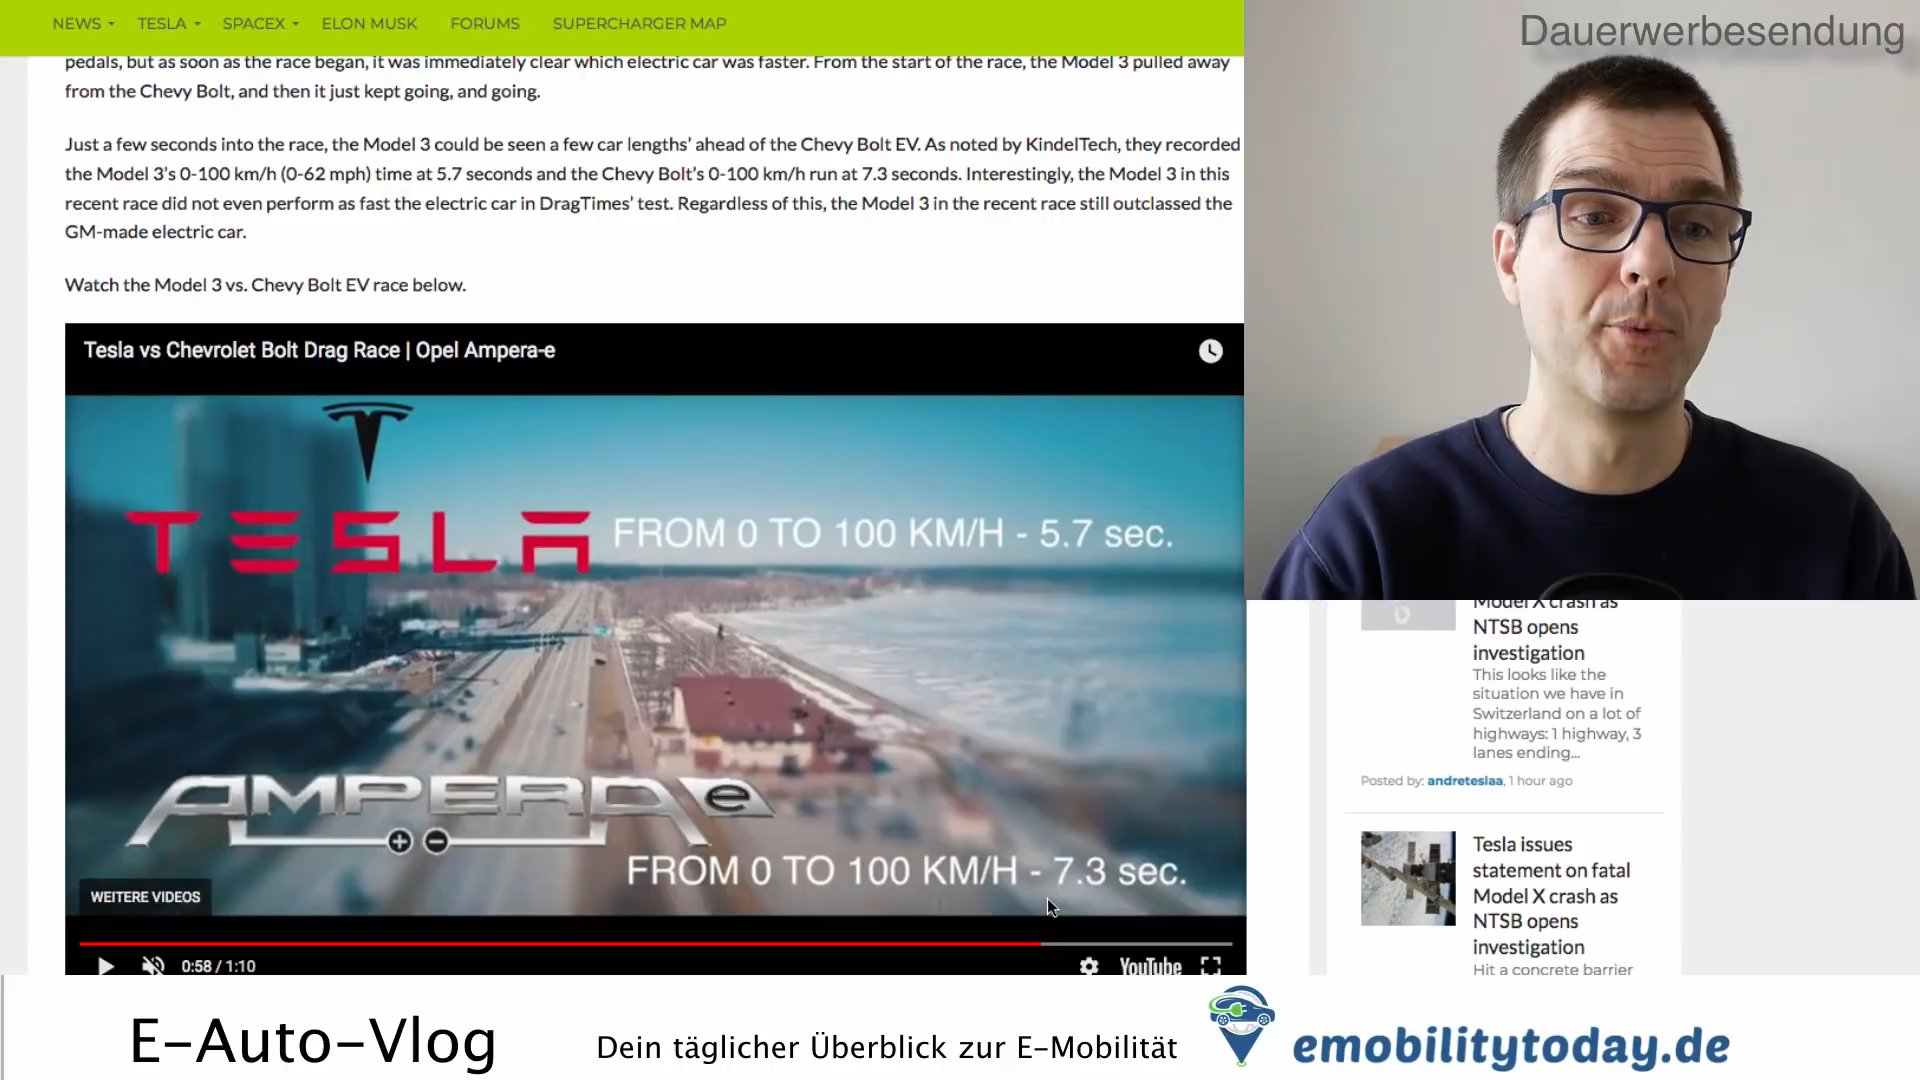 NEWS TESLA SPACEX ELON MUSK FORUMS SUPERCHARGER MAP
Dauerwerbesendung
pedals, but as soon as the race began, it was immediately clear which electric car was faster. From the start of the race, the Model 3 pulled away
from the Chevy Bolt, and then it just kept going, and going.
Just a few seconds into the race, the Model 3 could be seen a few car lengths’ ahead of the Chevy Bolt EV. As noted by KindelTech, they recorded
the Model 3’s 0-100 km/h (0-62 mph) time at 5.7 seconds and the Chevy Bolt’s 0-100 km/h run at 7.3 seconds. Interestingly, the Model 3 in this
recent race did not even perform as fast the electric car in DragTimes’ test. Regardless of this, the Model 3 in the recent race still outclassed the
GM-made electric car.
Watch the Model 3 vs. Chevy Bolt EV race below.
Tesla vs Chevrolet Bolt Drag Race | Opel Ampera-e
TESLA FROM 0 TO 100 KM/H - 5.7 sec.
AMPERA e
FROM 0 TO 100 KM/H - 7.3 sec.
WEITERE VIDEOS
0:58 / 1:10
YouTube
Model X crash as
NTSB opens
investigation
This looks like the
situation we have in
Switzerland on a lot of
highways: 1 highway, 3
lanes ending...
Posted by: andreteslaa, 1 hour ago
Tesla issues
statement on fatal
Model X crash as
NTSB opens
investigation
Hit a concrete barrier
E-Auto-Vlog
Dein täglicher Überblick zur E-Mobilität
emobilitytoday.de